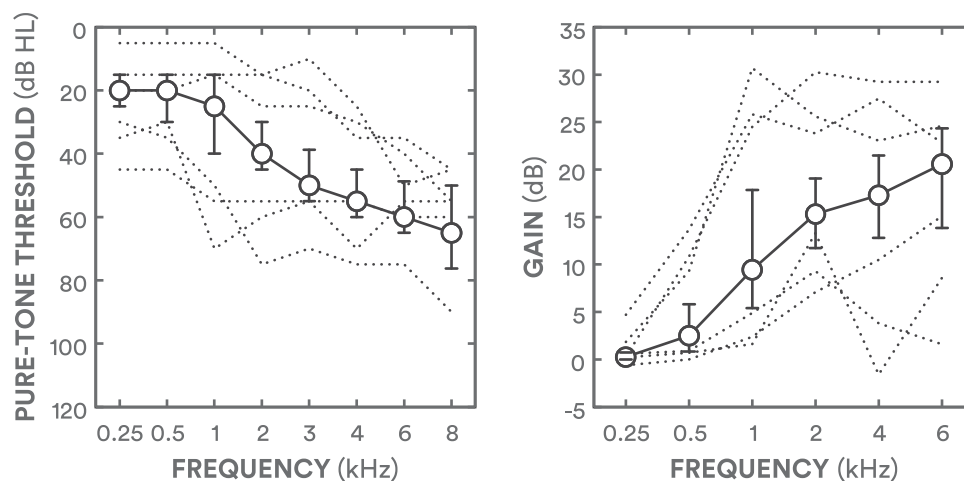 PURE-TONE THRESHOLD (dB HL)
0
20
40
60
80
100
120
0.25 0.5 1 2 3 4 6 8
FREQUENCY (kHz)
GAIN (dB)
35
30
25
20
15
10
5
0
-5
0.25 0.5 1 2 4 6
FREQUENCY (kHz)